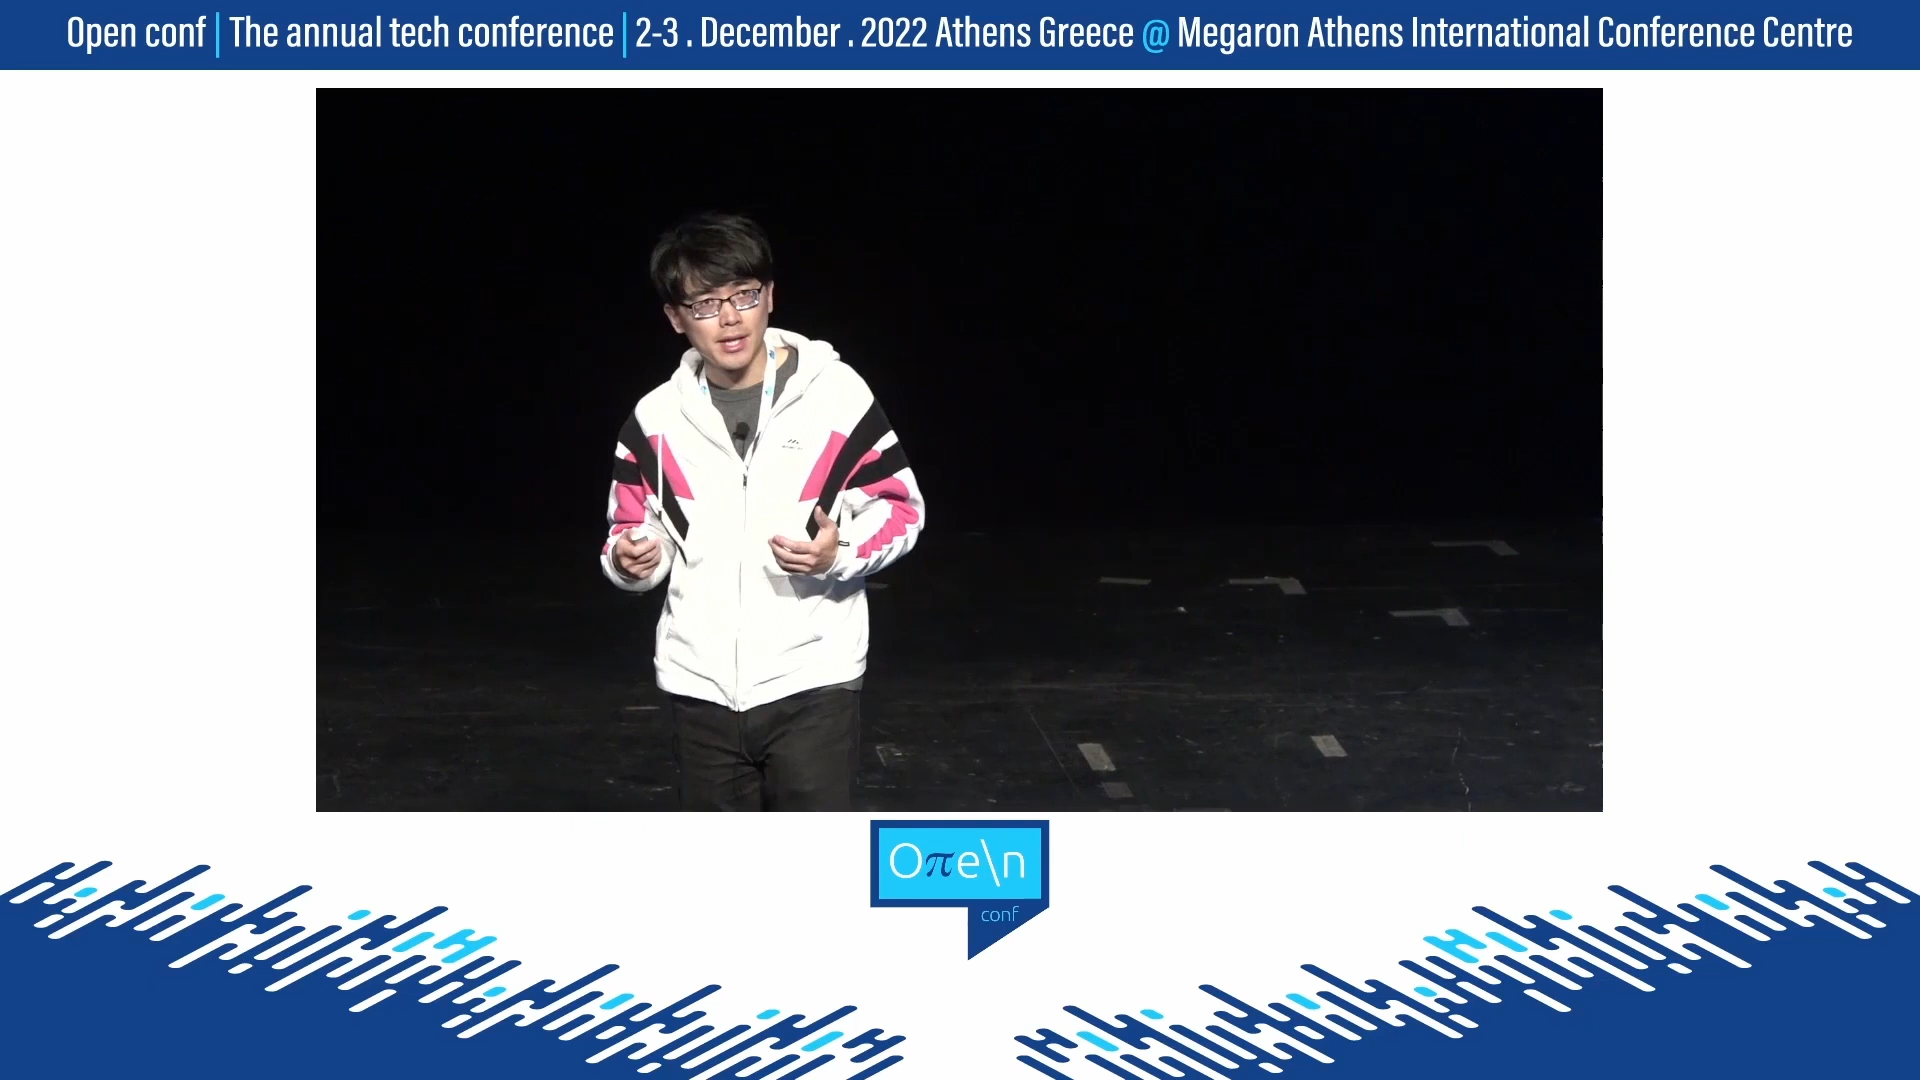 Open conf | The annual tech conference | 2-3 . December . 2022 Athens Greece @ Megaron Athens International Conference Centre
Oπe\n
conf